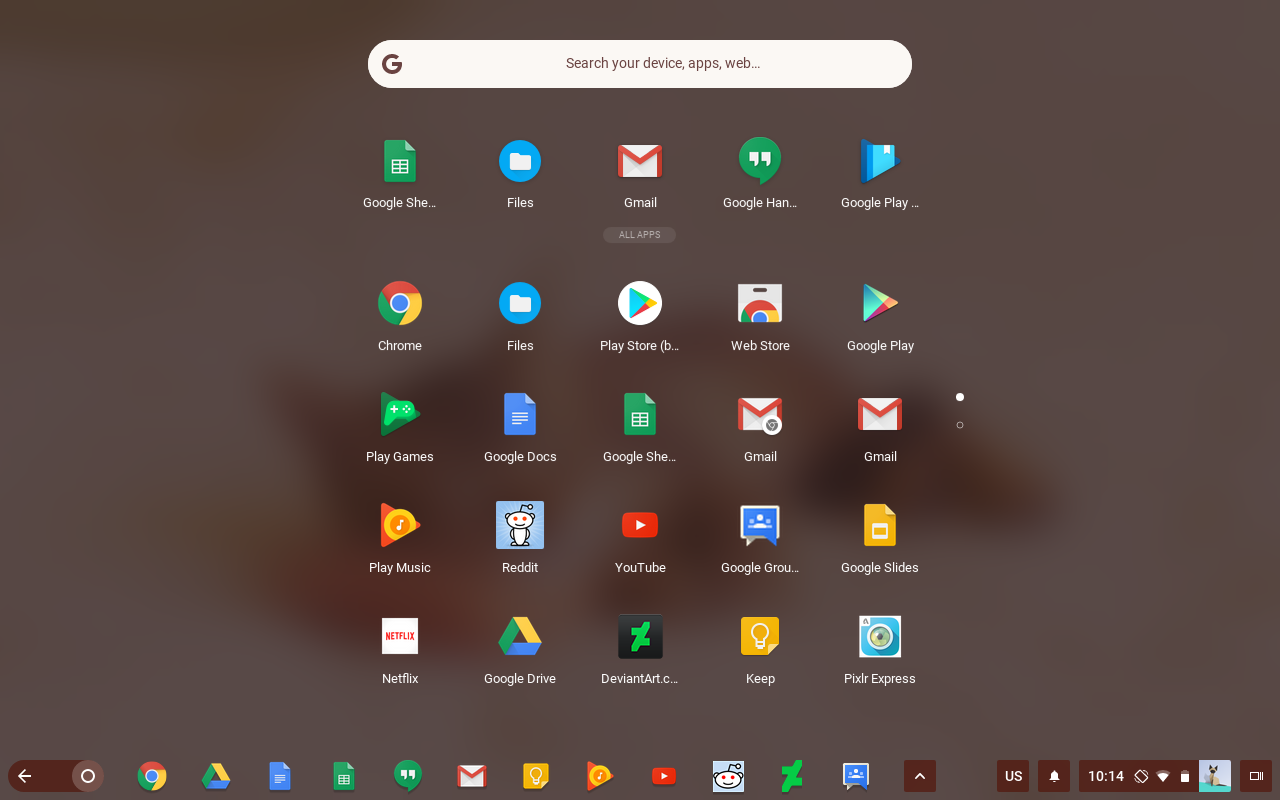 Search your device, apps, web...
Google She...
Files
Gmail
Google Han...
Google Play ...
ALL APPS
Chrome
Files
Play Store (b...
Web Store
Google Play
Play Games
Google Docs
Google She...
Gmail
Gmail
Play Music
Reddit
YouTube
Google Grou...
Google Slides
NETFLIX
Netflix
Google Drive
DeviantArt.c...
Keep
Pixlr Express
US
10:14